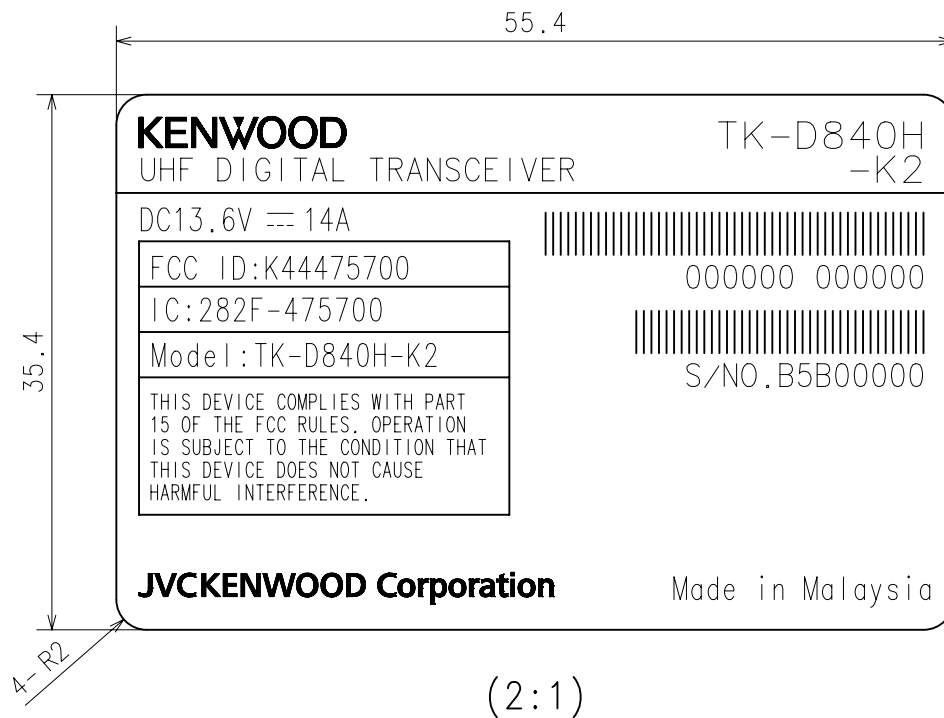 55.4
KENWOOD
TK-D840H
-K2
UHF DIGITAL TRANSCEIVER
DC13.6V ⎓ 14A
FCC ID:K44475700
IC:282F-475700
Model:TK-D840H-K2
THIS DEVICE COMPLIES WITH PART
15 OF THE FCC RULES. OPERATION
IS SUBJECT TO THE CONDITION THAT
THIS DEVICE DOES NOT CAUSE
HARMFUL INTERFERENCE.
000000 000000
S/NO.B5B00000
35.4
JVCKENWOOD Corporation
Made in Malaysia
4-R2
(2:1)